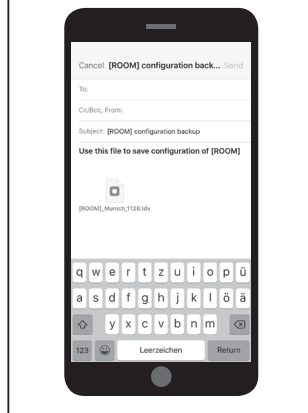 Cancel [ROOM] configuration back... Send
To:
Cc/Bcc, From:
Subject: [ROOM] configuration backup
Use this file to save configuration of [ROOM]
[ROOM]_Munich_1128.ldv
q w e r t z u i o p ü
a s d f g h j k l ö ä
y x c v b n m
123 Leerzeichen Return